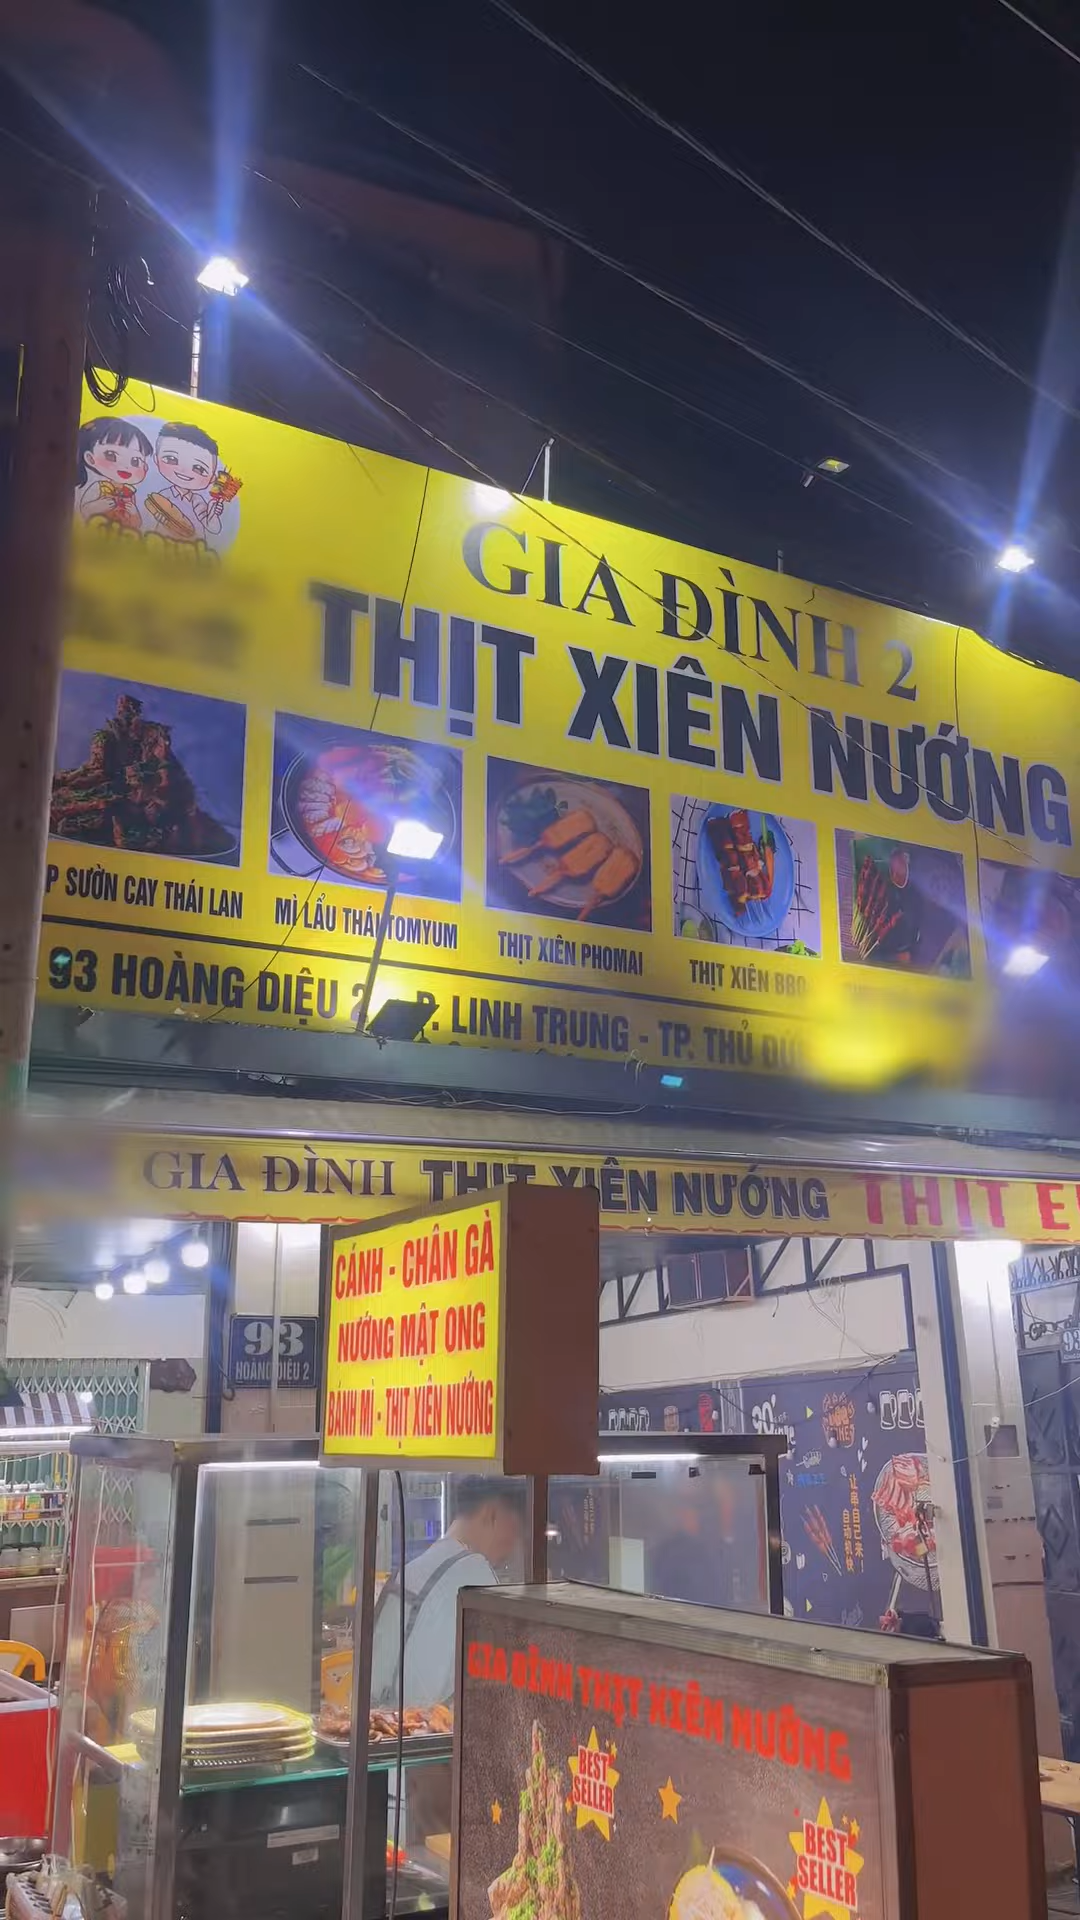 GIA ĐÌNH 2
THỊT XIÊN NƯỚNG
P SƯỜN CAY THÁI LAN
MÌ LẨU THÁI TOMYUM
THỊT XIÊN PHOMAI
THỊT XIÊN BBQ
93 HOÀNG DIỆU 2 P. LINH TRUNG - TP. THỦ ĐỨ
GIA ĐÌNH THỊT XIÊN NƯỚNG THỊT
CÁNH - CHÂN GÀ
NƯỚNG MẬT ONG
BÁNH MÌ - THỊT XIÊN NƯỚNG
93
HOÀNG DIỆU 2
93
让串自己来!
自动机快
GIA ĐÌNH THỊT XIÊN NƯỚNG
BEST
SELLER
BEST
SELLER